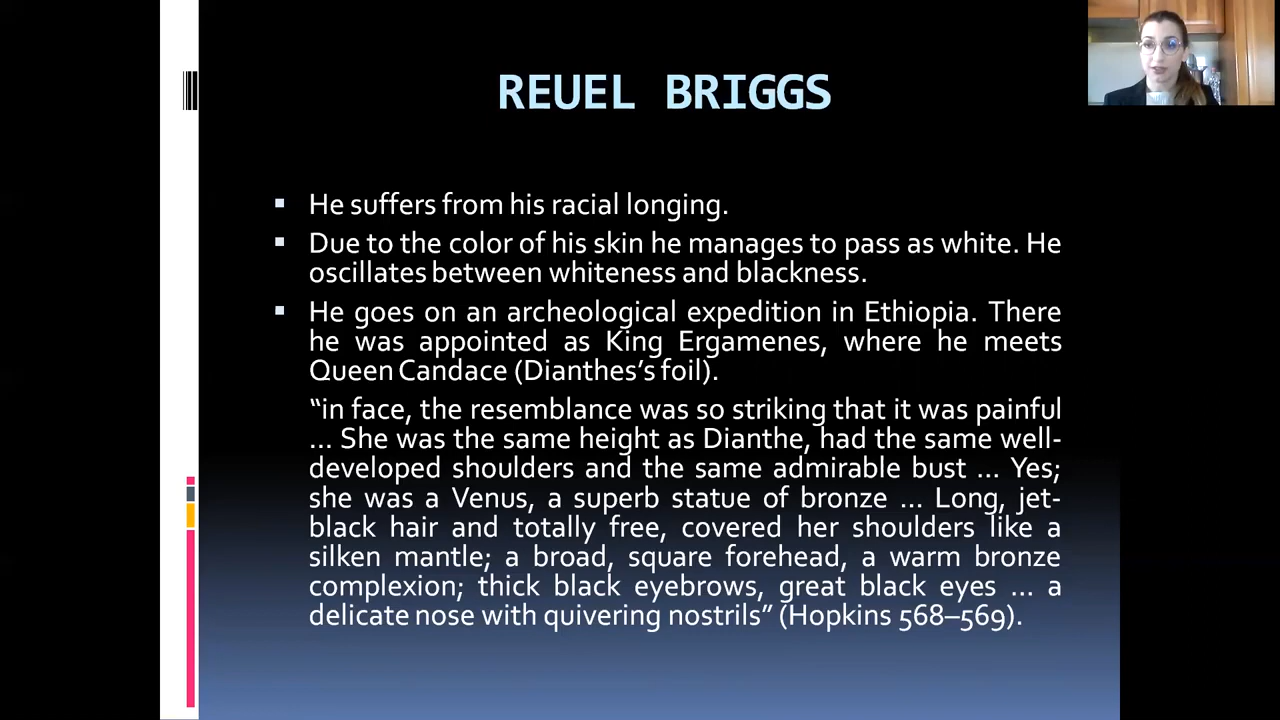 REUEL BRIGGS
▪ He suffers from his racial longing.
▪ Due to the color of his skin he manages to pass as white. He
oscillates between whiteness and blackness.
▪ He goes on an archeological expedition in Ethiopia. There
he was appointed as King Ergamenes, where he meets
Queen Candace (Dianthes’s foil).
“in face, the resemblance was so striking that it was painful
… She was the same height as Dianthe, had the same well-
developed shoulders and the same admirable bust … Yes;
she was a Venus, a superb statue of bronze … Long, jet-
black hair and totally free, covered her shoulders like a
silken mantle; a broad, square forehead, a warm bronze
complexion; thick black eyebrows, great black eyes … a
delicate nose with quivering nostrils” (Hopkins 568–569).